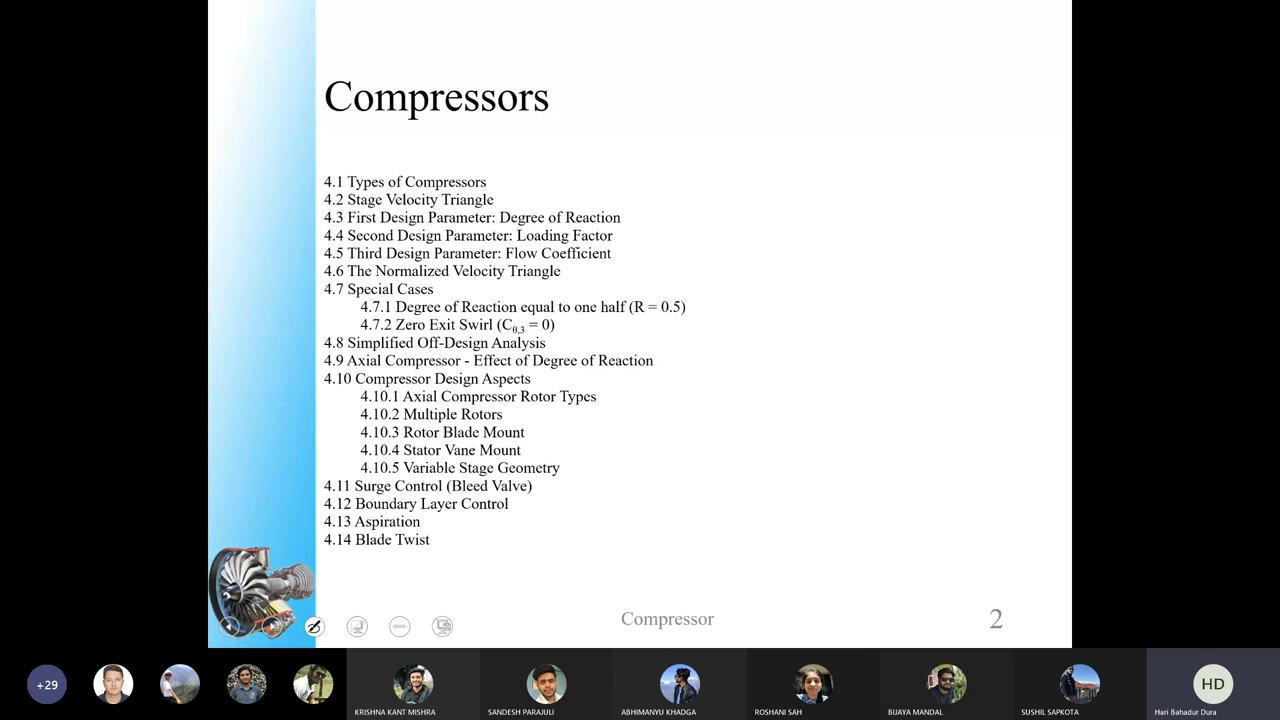 Compressors
4.1 Types of Compressors
4.2 Stage Velocity Triangle
4.3 First Design Parameter: Degree of Reaction
4.4 Second Design Parameter: Loading Factor
4.5 Third Design Parameter: Flow Coefficient
4.6 The Normalized Velocity Triangle
4.7 Special Cases
4.7.1 Degree of Reaction equal to one half (R = 0.5)
4.7.2 Zero Exit Swirl (Cθ,3 = 0)
4.8 Simplified Off-Design Analysis
4.9 Axial Compressor - Effect of Degree of Reaction
4.10 Compressor Design Aspects
4.10.1 Axial Compressor Rotor Types
4.10.2 Multiple Rotors
4.10.3 Rotor Blade Mount
4.10.4 Stator Vane Mount
4.10.5 Variable Stage Geometry
4.11 Surge Control (Bleed Valve)
4.12 Boundary Layer Control
4.13 Aspiration
4.14 Blade Twist
Compressor 2
+29
HD
KRISHNA KANT MISHRA SANDESH PARAJULI ABHIMANYU KHADGA ROSHANI SAH BIJAYA MANDAL SUSHIL SAPKOTA Hari Bahadur Dura